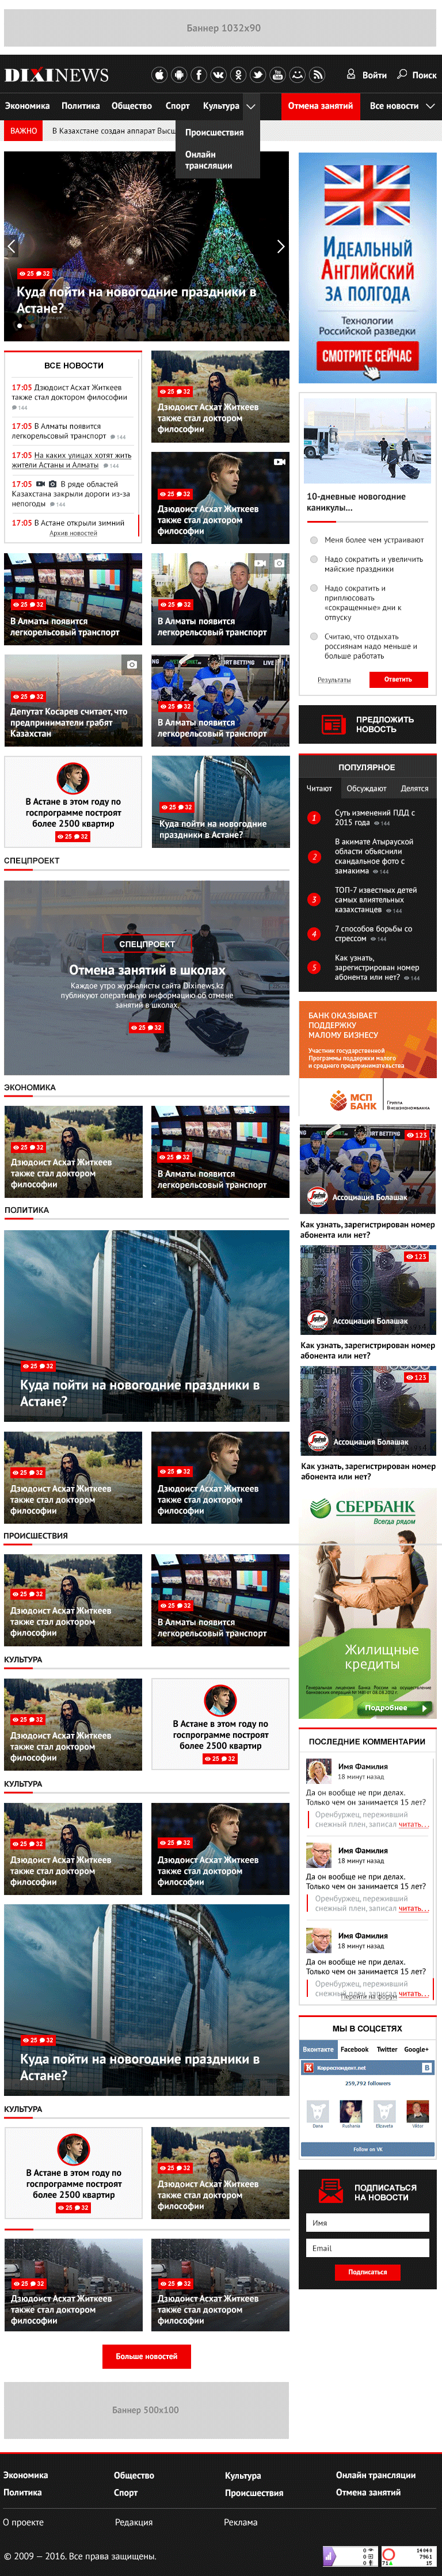 Баннер 1032x90
DIXINEWS
Войти
Поиск
Экономика Политика Общество Спорт Культура Отмена занятий Все новости
ВАЖНО
В Казахстане создан аппарат Высш
Происшествия
Онлайн
трансляции
25 32
Куда пойти на новогодние праздники в
Астане?
Идеальный
Английский
за полгода
Технологии
Российской разведки
СМОТРИТЕ СЕЙЧАС
ВСЕ НОВОСТИ
17:05 Дзюдоист Асхат Житкеев
также стал доктором философии
144
17:05 В Алматы появится
легкорельсовый транспорт 144
17:05 На каких улицах хотят жить
жители Астаны и Алматы 144
17:05 В ряде областей
Казахстана закрыли дороги из-за
непогоды 144
17:05 В Астане открыли зимний
Архив новостей
25 32
Дзюдоист Асхат Житкеев
также стал доктором
философии
25 32
Дзюдоист Асхат Житкеев
также стал доктором
философии
10-дневные новогодние
каникулы...
Меня более чем устраивают
Надо сократить и увеличить
майские праздники
Надо сократить и
приплюсовать
«сокращенные» дни к
отпуску
Считаю, что отдыхать
россиянам надо меньше и
больше работать
Результаты
Ответить
25 32
В Алматы появится
легкорельсовый транспорт
25 32
В Алматы появится
легкорельсовый транспорт
25 32
Депутат Косарев считает, что
предприниматели грабят
Казахстан
25 32
В Алматы появится
легкорельсовый транспорт
ПРЕДЛОЖИТЬ
НОВОСТЬ
В Астане в этом году по
госпрограмме построят
более 2500 квартир
25 32
25 32
Куда пойти на новогодние
праздники в Астане?
ПОПУЛЯРНОЕ
Читают Обсуждают Делятся
1 Суть изменений ПДД с
2015 года 144
2 В акимате Атырауской
области объяснили
скандальное фото с
замакима 144
3 ТОП-7 известных детей
самых влиятельных
казахстанцев 144
4 7 способов борьбы со
стрессом 144
5 Как узнать,
зарегистрирован номер
абонента или нет? 144
СПЕЦПРОЕКТ
СПЕЦПРОЕКТ
Отмена занятий в школах
Каждое утро журналисты сайта Dixinews.kz
публикуют оперативную информацию об отмене
занятий в школах
25 32
БАНК ОКАЗЫВАЕТ
ПОДДЕРЖКУ
МАЛОМУ БИЗНЕСУ
Участник государственной
Программы поддержки малого
и среднего предпринимательства
МСП
БАНК
Группа
Внешэкономбанка
ЭКОНОМИКА
25 32
Дзюдоист Асхат Житкеев
также стал доктором
философии
25 32
В Алматы появится
легкорельсовый транспорт
123
Ассоциация Болашак
Как узнать, зарегистрирован номер
абонента или нет?
123
Ассоциация Болашак
Как узнать, зарегистрирован номер
абонента или нет?
123
Ассоциация Болашак
Как узнать, зарегистрирован номер
абонента или нет?
ПОЛИТИКА
25 32
Куда пойти на новогодние праздники в
Астане?
25 32
Дзюдоист Асхат Житкеев
также стал доктором
философии
25 32
Дзюдоист Асхат Житкеев
также стал доктором
философии
СБЕРБАНК
Всегда рядом
Жилищные
кредиты
Подробнее
ПРОИСШЕСТВИЯ
25 32
Дзюдоист Асхат Житкеев
также стал доктором
философии
25 32
В Алматы появится
легкорельсовый транспорт
КУЛЬТУРА
25 32
Дзюдоист Асхат Житкеев
также стал доктором
философии
В Астане в этом году по
госпрограмме построят
более 2500 квартир
25 32
ПОСЛЕДНИЕ КОММЕНТАРИИ
Имя Фамилия
18 минут назад
Да он вообще не при делах.
Только чем он занимается 15 лет?
Оренбуржец, переживший
снежный плен, записал читать...
Имя Фамилия
18 минут назад
Да он вообще не при делах.
Только чем он занимается 15 лет?
Оренбуржец, переживший
снежный плен, записал читать...
Имя Фамилия
18 минут назад
Да он вообще не при делах.
Только чем он занимается 15 лет?
Оренбуржец, переживший
снежный плен, записал читать...
Перейти на форум
КУЛЬТУРА
25 32
Дзюдоист Асхат Житкеев
также стал доктором
философии
25 32
Дзюдоист Асхат Житкеев
также стал доктором
философии
25 32
Куда пойти на новогодние праздники в
Астане?
МЫ В СОЦСЕТЯХ
Вконтакте Facebook Twitter Google+
Корреспондент.net
259,792 followers
Follow on VK
КУЛЬТУРА
В Астане в этом году по
госпрограмме построят
более 2500 квартир
25 32
25 32
Дзюдоист Асхат Житкеев
также стал доктором
философии
25 32
Дзюдоист Асхат Житкеев
также стал доктором
философии
25 32
Дзюдоист Асхат Житкеев
также стал доктором
философии
ПОДПИСАТЬСЯ
НА НОВОСТИ
Имя
Email
Подписаться
Больше новостей
Баннер 500x100
Экономика Общество Культура Онлайн трансляции
Политика Спорт Происшествия Отмена занятий
О проекте Редакция Реклама
© 2009 — 2016. Все права защищены.